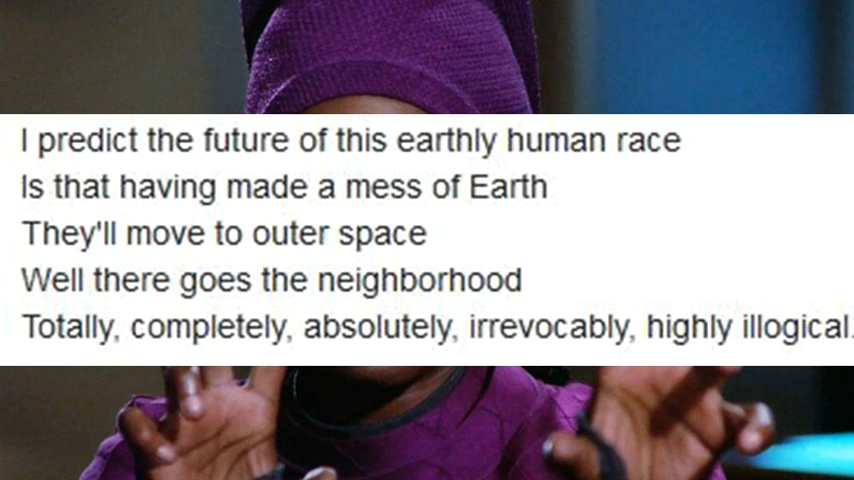 I predict the future of this earthly human race
Is that having made a mess of Earth
They'll move to outer space
Well there goes the neighborhood
Totally, completely, absolutely, irrevocably, highly illogical.